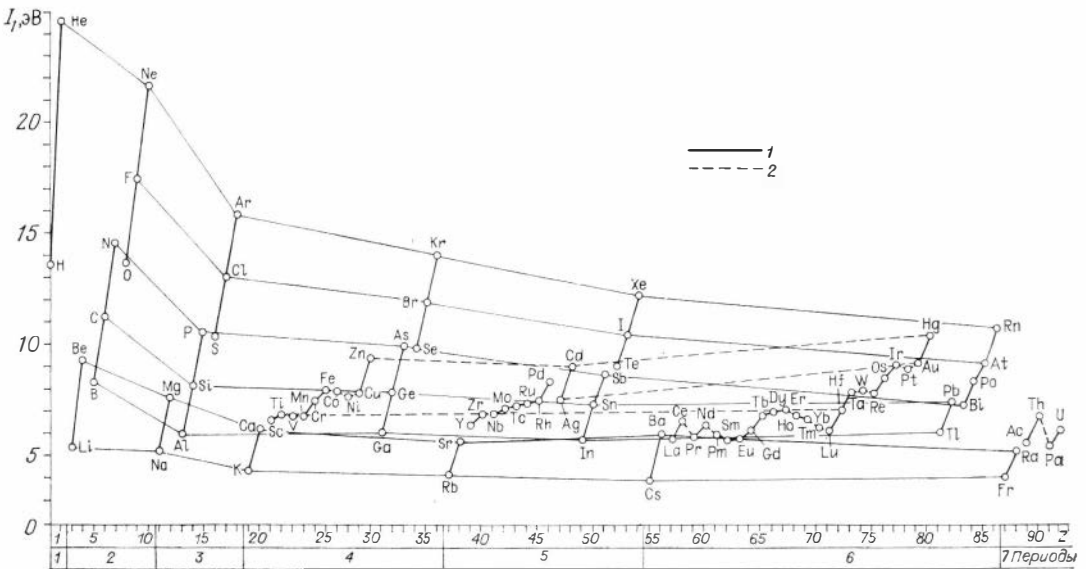 I₁,эВ
He
Ne
20
F
1
2
Ar
15
N
Kr
H
O
Cl
Xe
C
Br
I
P
S
As
Se
Hg
Rn
10
Be
Zn
Cd
Te
Ir
At
Mg
Si
Fe
Pd
Sb
Os
Au
Pt
Po
B
Mn
Co
Ni
Cu
Ge
Ru
Hf
W
Ta
Re
Pb
Bi
Ti
V
Cr
Zr
Mo
Nb
Tc
Rh
Ag
Sn
Ce
Nd
Tb
Dy
Er
Ho
Yb
Tm
Th
U
Li
Na
Al
Ca
Sc
Ga
Y
Sr
In
Ba
La
Pr
Sm
Pm
Eu
Gd
Lu
Tl
Ac
Ra
Pa
5
K
Rb
Cs
Fr
0
1 5 10 15 20 25 30 35 40 45 50 55 60 65 70 75 80 85 90 Z
1 2 3 4 5 6 7 Периоды